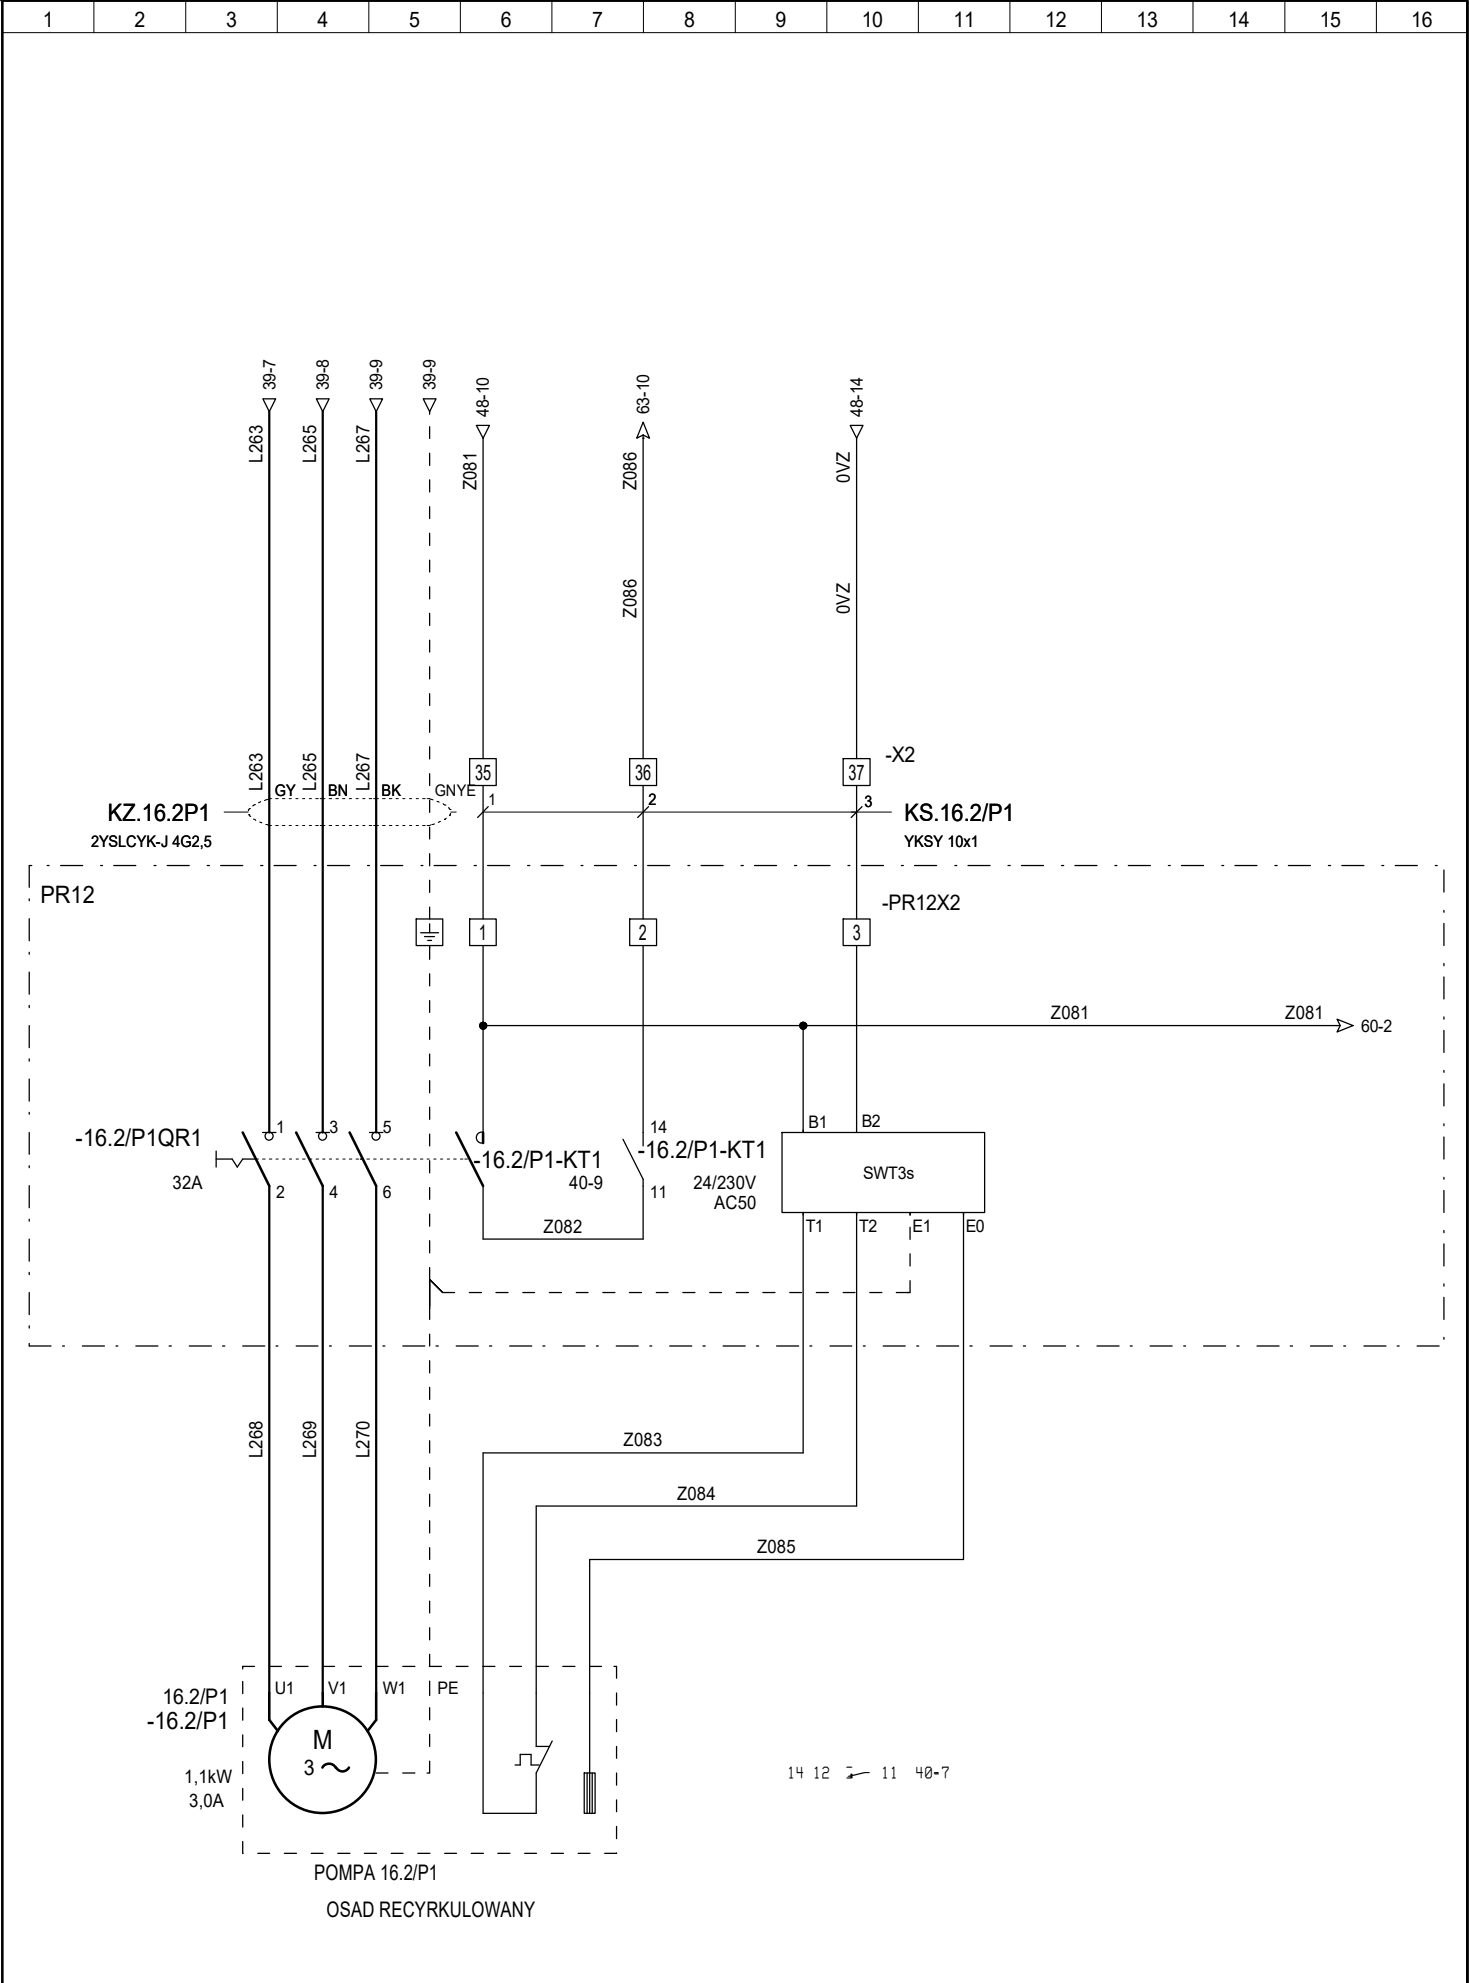 1 2 3 4 5 6 7 8 9 10 11 12 13 14 15 16
39-7 39-8 39-9 39-9 48-10 63-10 48-14
L263 L265 L267 Z081 Z086 0VZ
Z086 0VZ
L263 L265 L267 35 36 37 -X2
GY BN BK GNYE 1 2 3
KZ.16.2P1 KS.16.2/P1
2YSLCYK-J 4G2,5 YKSY 10x1
PR12 -PR12X2
1 2 3
Z081 Z081 60-2
1 3 5 14 B1 B2
-16.2/P1QR1 -16.2/P1-KT1 -16.2/P1-KT1
32A 40-9 24/230V SWT3s
2 4 6 11 AC50
Z082 T1 T2 E1 E0
L268 L269 L270 Z083
Z084
Z085
U1 V1 W1 PE
16.2/P1
-16.2/P1
M
3
1,1kW 14 12 11 40-7
3,0A
POMPA 16.2/P1
OSAD RECYRKULOWANY